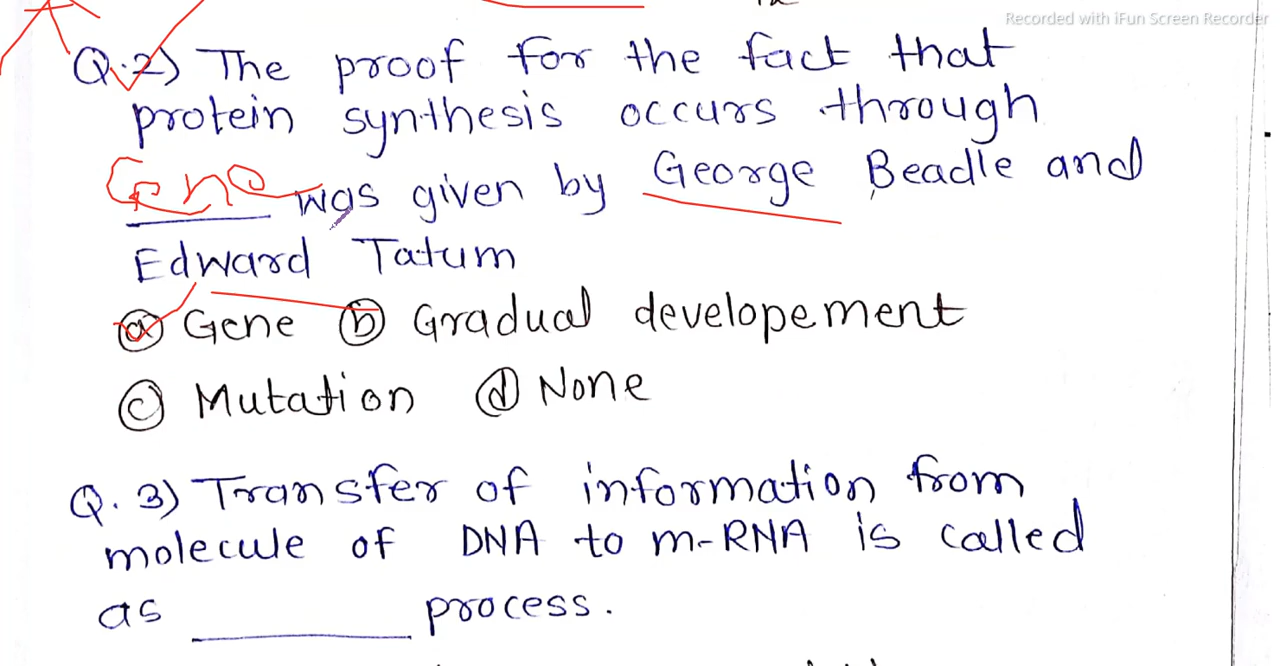 Recorded with iFun Screen Recorder
Q.2) The proof for the fact that
protein synthesis occurs through
Gene was given by George Beadle and
Edward Tatum
(a) Gene (b) Gradual developement
(c) Mutation (d) None
Q. 3) Transfer of information from
molecule of DNA to m-RNA is called
as ________ process.